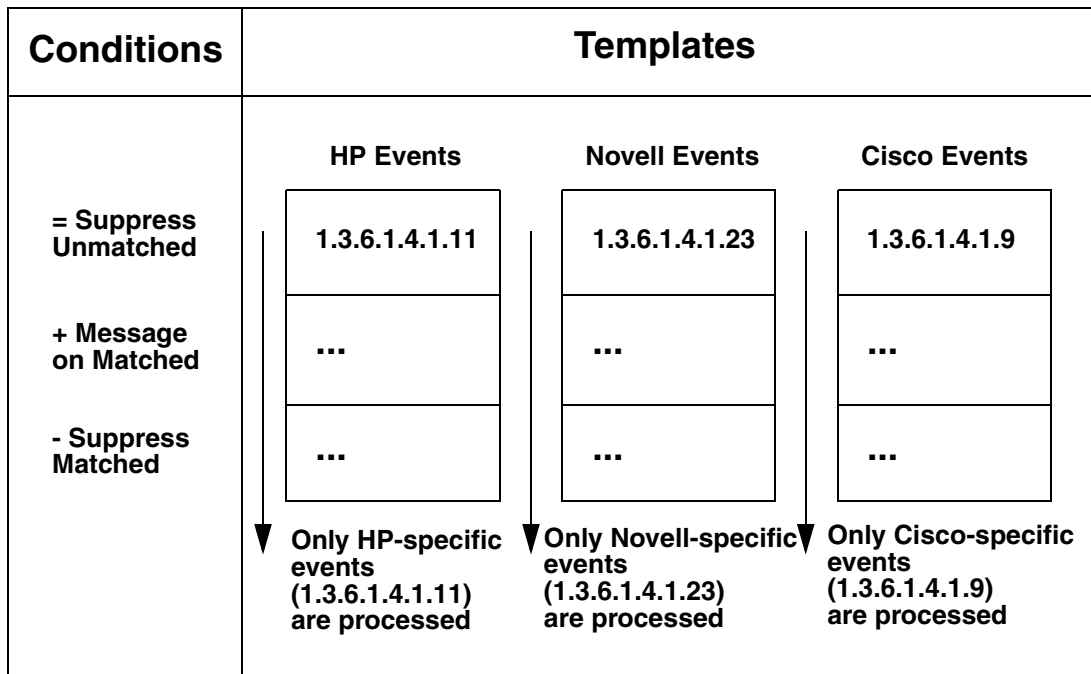 Conditions
Templates
HP Events
Novell Events
Cisco Events
= Suppress
Unmatched
1.3.6.1.4.1.11
1.3.6.1.4.1.23
1.3.6.1.4.1.9
+ Message
on Matched
...
...
...
- Suppress
Matched
...
...
...
Only HP-specific
events
(1.3.6.1.4.1.11)
are processed
Only Novell-specific
events
(1.3.6.1.4.1.23)
are processed
Only Cisco-specific
events
(1.3.6.1.4.1.9)
are processed